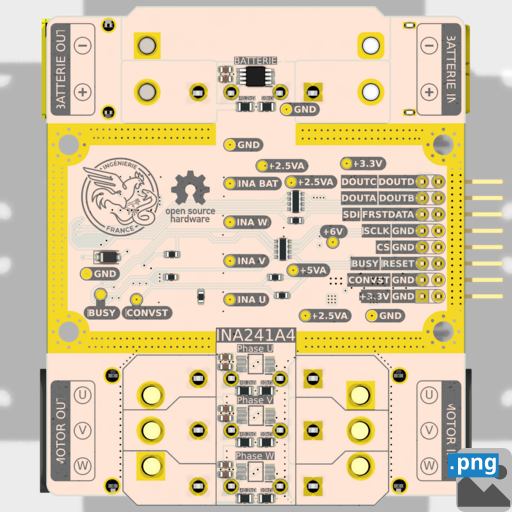 BATTERIE OUT
BATTERIE
BATTERIE IN
GND
GND
+2.5VA
+3.3V
INGÉNIERIE
FRANCE
open source
hardware
INA BAT
+2.5VA
DOUTC DOUTD
DOUTA DOUTB
SDI FRSTDATA
INA W
+6V
SCLK GND
CS GND
INA V
BUSY RESET
GND
+5VA
CONVST GND
INA U
+3.3V GND
BUSY
CONVST
+2.5VA
GND
INA241A4
Phase U
Phase V
Phase W
MOTOR OUT
U
V
W
U
V
W
.png